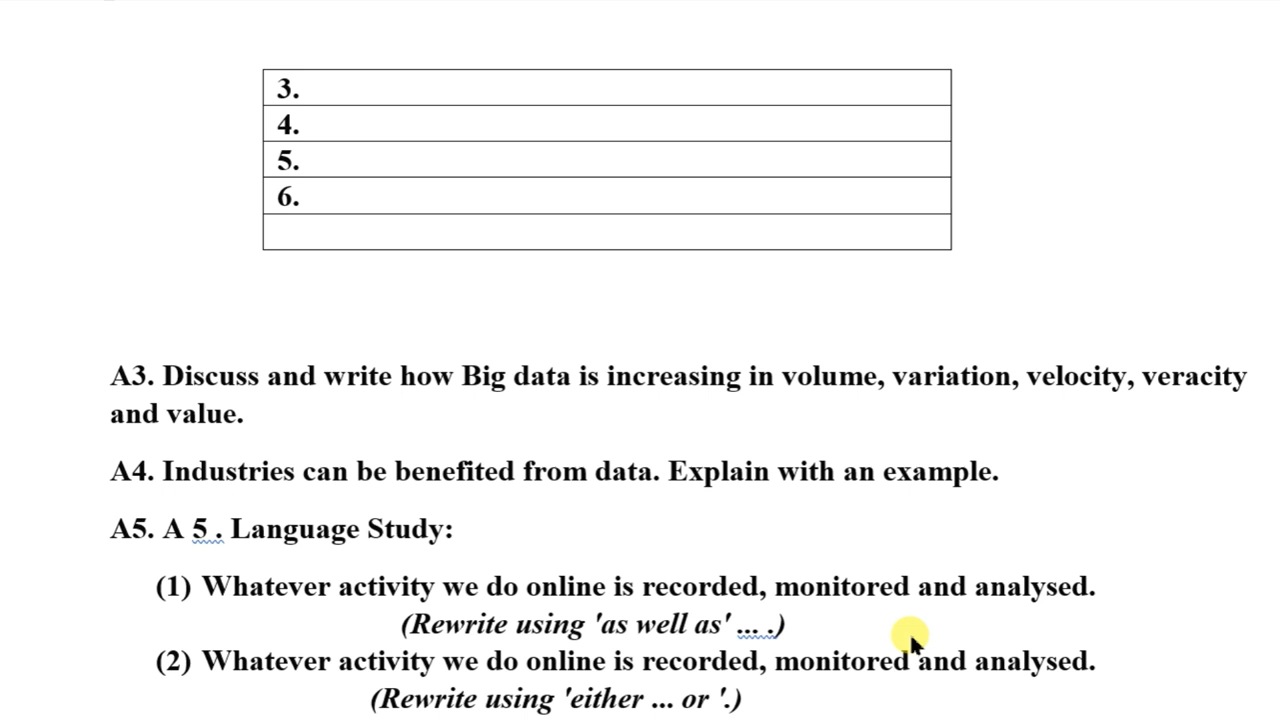 3.
4.
5.
6.
A3. Discuss and write how Big data is increasing in volume, variation, velocity, veracity
and value.
A4. Industries can be benefited from data. Explain with an example.
A5. A 5 . Language Study:
(1) Whatever activity we do online is recorded, monitored and analysed.
(Rewrite using 'as well as' ... .)
(2) Whatever activity we do online is recorded, monitored and analysed.
(Rewrite using 'either ... or '.)